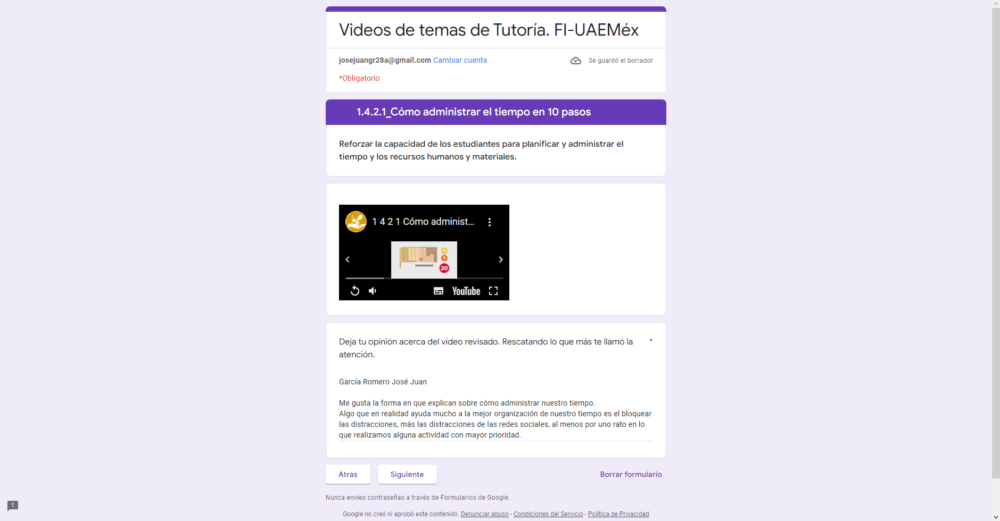 Videos de temas de Tutoría. FI-UAEMéx
josejuangr28a@gmail.com Cambiar cuenta
Se guardó el borrador
*Obligatorio
1.4.2.1_Cómo administrar el tiempo en 10 pasos
Reforzar la capacidad de los estudiantes para planificar y administrar el
tiempo y los recursos humanos y materiales.
1 4 2 1 Cómo administ...
15
5
20
YouTube
Deja tu opinión acerca del video revisado. Rescatando lo que más te llamó la *
atención.
García Romero José Juan
Me gusta la forma en que explican sobre cómo administrar nuestro tiempo.
Algo que en realidad ayuda mucho a la mejor organización de nuestro tiempo es el bloquear
las distracciones, más las distracciones de las redes sociales, al menos por uno rato en lo
que realizamos alguna actividad con mayor prioridad.
Atrás
Siguiente
Borrar formulario
Nunca envíes contraseñas a través de Formularios de Google.
Google no creó ni aprobó este contenido. Denunciar abuso - Condiciones del Servicio - Política de Privacidad